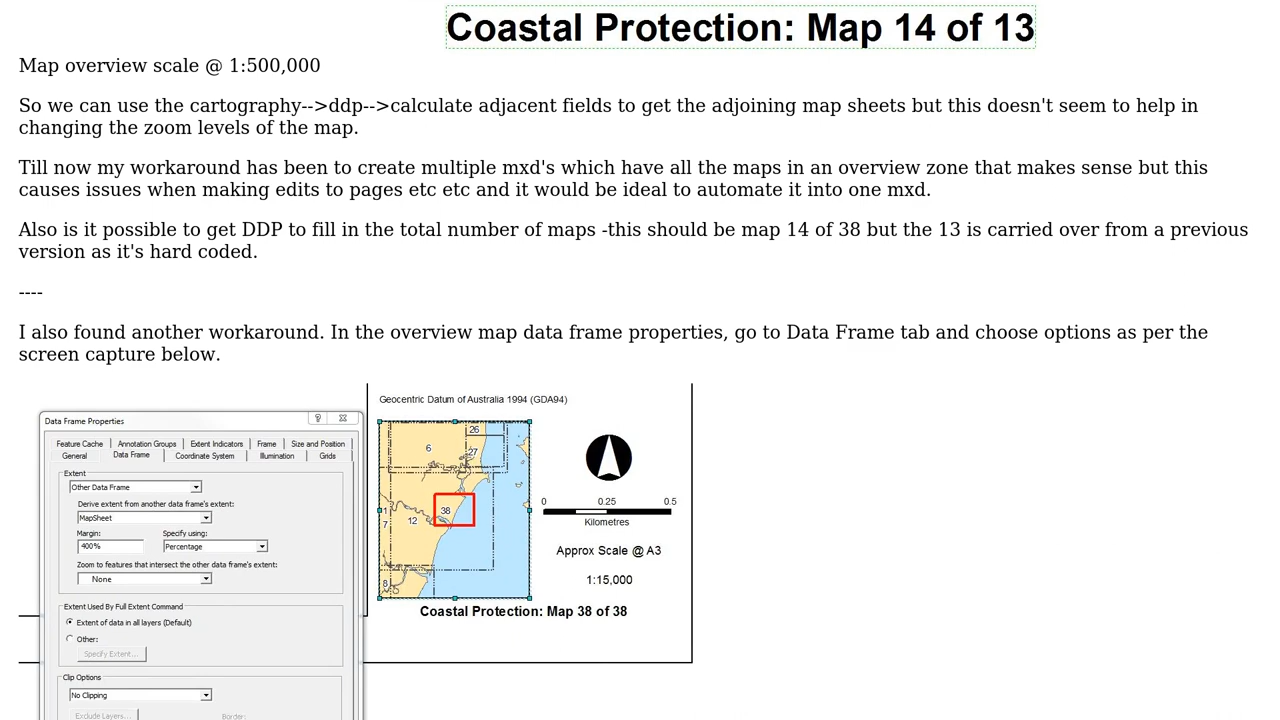 Coastal Protection: Map 14 of 13
Map overview scale @ 1:500,000
So we can use the cartography-->ddp-->calculate adjacent fields to get the adjoining map sheets but this doesn't seem to help in
changing the zoom levels of the map.
Till now my workaround has been to create multiple mxd's which have all the maps in an overview zone that makes sense but this
causes issues when making edits to pages etc etc and it would be ideal to automate it into one mxd.
Also is it possible to get DDP to fill in the total number of maps -this should be map 14 of 38 but the 13 is carried over from a previous
version as it's hard coded.
----
I also found another workaround. In the overview map data frame properties, go to Data Frame tab and choose options as per the
screen capture below.
Data Frame Properties
Feature Cache Annotation Groups Extent Indicators Frame Size and Position
General Data Frame Coordinate System Illumination Grids
Extent
Other Data Frame
Derive extent from another data frame's extent:
MapSheet
Margin: Specify using:
400% Percentage
Zoom to features that intersect the other data frame's extent:
None
Extent Used By Full Extent Command
Extent of data in all layers (Default)
Other:
Specify Extent...
Clip Options
No Clipping
Exclude Layers... Border:
Geocentric Datum of Australia 1994 (GDA94)
26
6
27
38
1
12
7
8
0 0.25 0.5
Kilometres
Approx Scale @ A3
1:15,000
Coastal Protection: Map 38 of 38